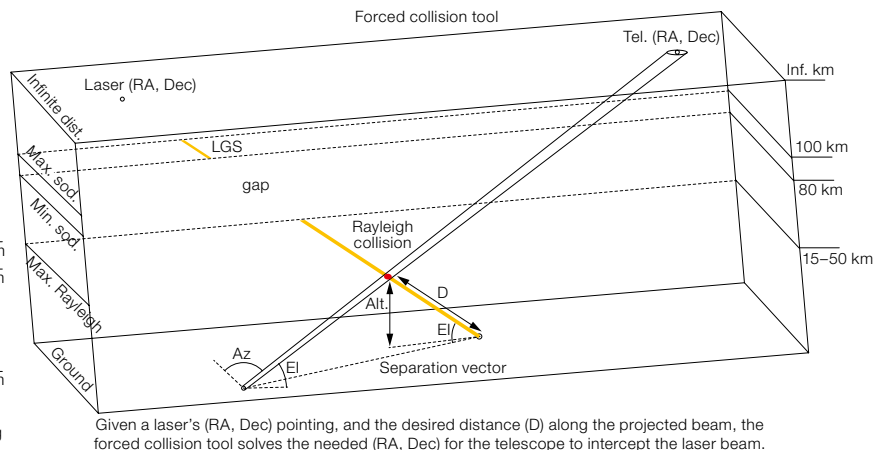 Forced collision tool
Tel. (RA, Dec)
Inf. km
Laser (RA, Dec)
Infinite dist.
LGS
100 km
Max. sod.
gap
80 km
Min. sod.
Rayleigh
collision
15–50 km
Max. Rayleigh
D
Alt.
El
Az
El
Separation vector
Ground
Given a laser's (RA, Dec) pointing, and the desired distance (D) along the projected beam, the
forced collision tool solves the needed (RA, Dec) for the telescope to intercept the laser beam.